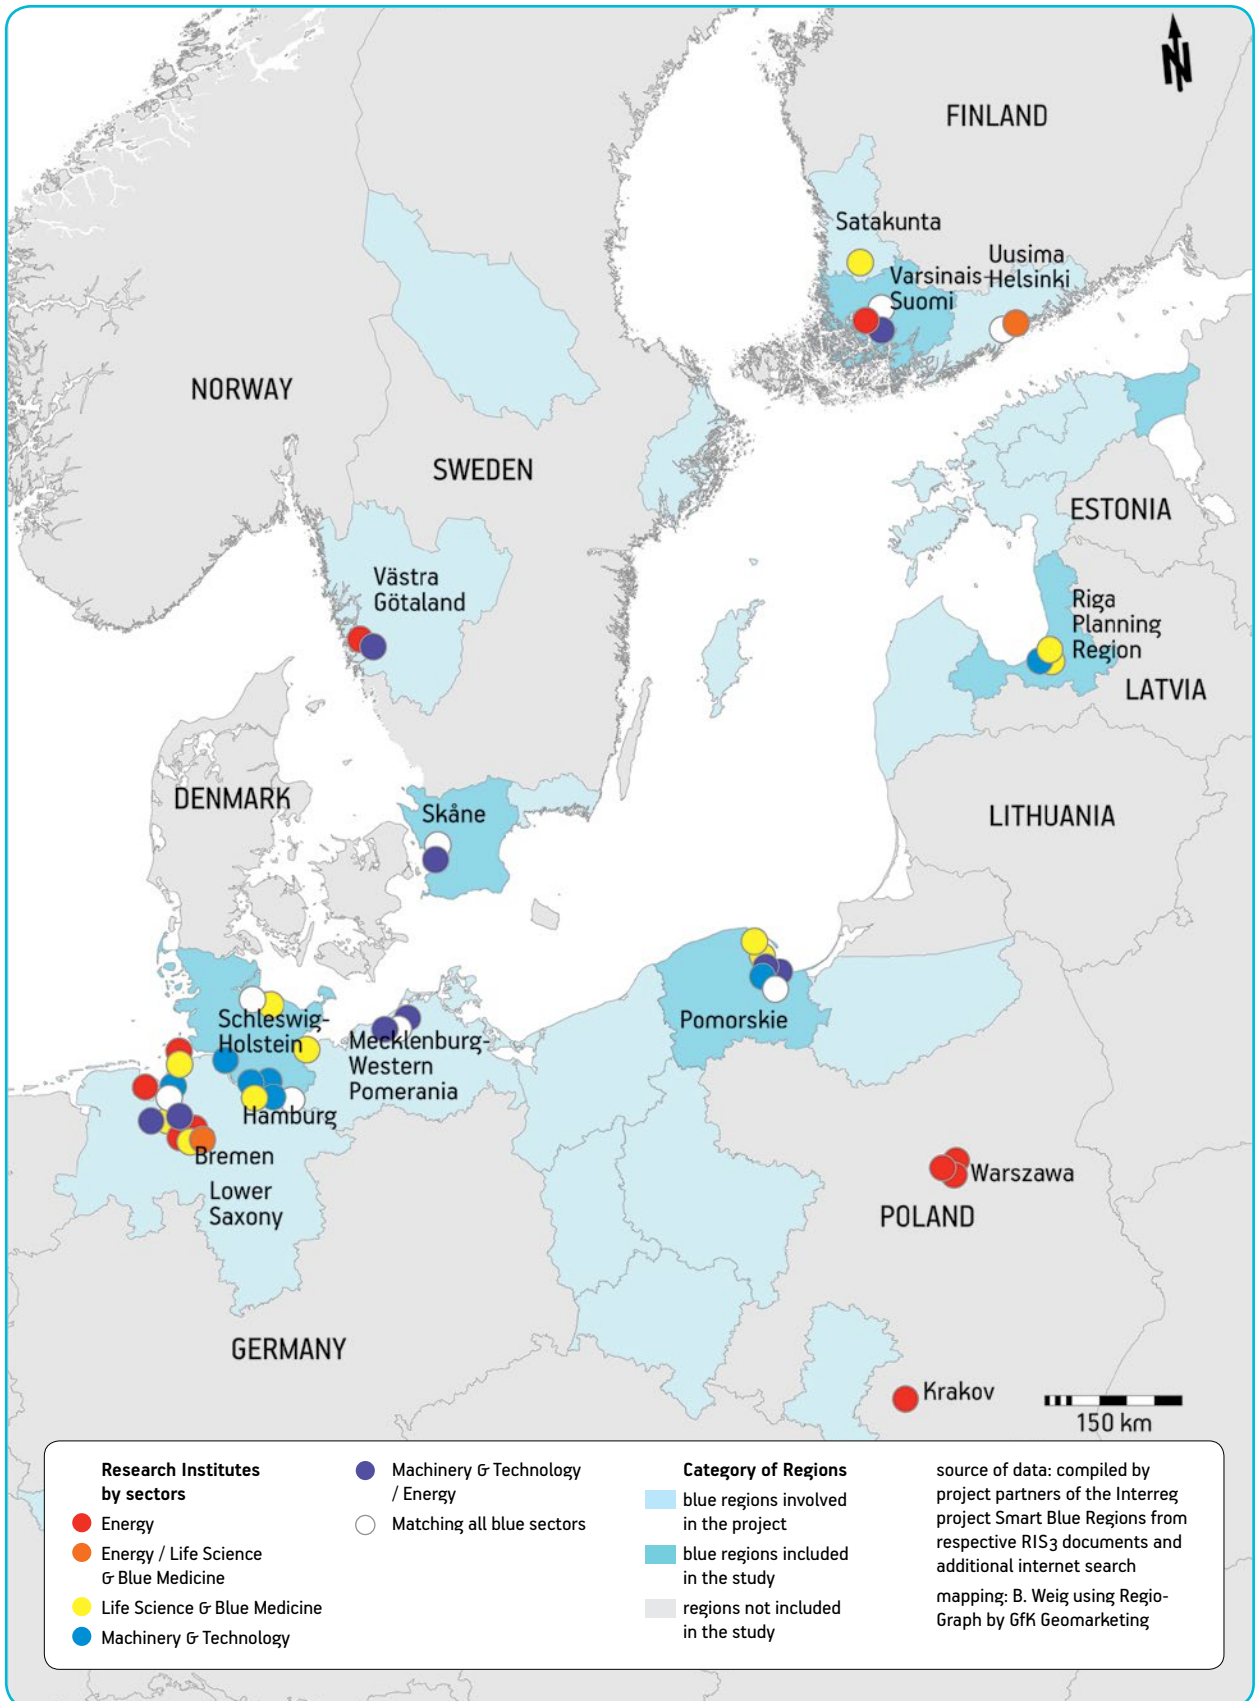 N
FINLAND
Satakunta
Uusima
Helsinki
Varsinais-
Suomi
NORWAY
SWEDEN
ESTONIA
Västra
Götaland
Riga
Planning
Region
LATVIA
DENMARK
Skåne
LITHUANIA
Schleswig-
Holstein
Mecklenburg-
Western
Pomerania
Pomorskie
Hamburg
Bremen
Lower
Saxony
Warszawa
POLAND
GERMANY
Krakov
150 km
Research Institutes
by sectors
Energy
Energy / Life Science
& Blue Medicine
Life Science & Blue Medicine
Machinery & Technology
Machinery & Technology
/ Energy
Matching all blue sectors
Category of Regions
blue regions involved
in the project
blue regions included
in the study
regions not included
in the study
source of data: compiled by
project partners of the Interreg
project Smart Blue Regions from
respective RIS3 documents and
additional internet search
mapping: B. Weig using Regio-
Graph by GfK Geomarketing